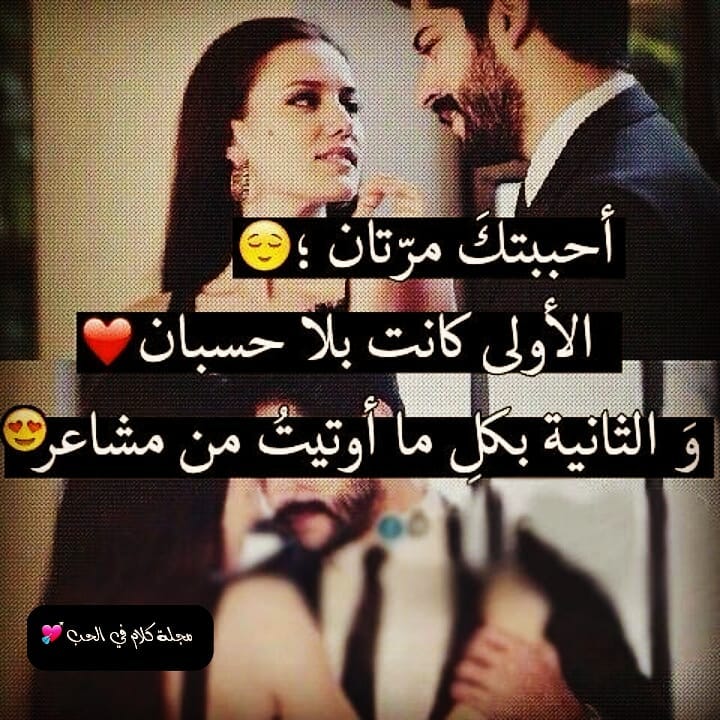 أحببتكَ مرّتان ؛😌
الأولى كانت بلا حسبان❤️
وَ الثانية بكلِ ما أوتيتُ من مشاعر😍
مجلة كلام في الحب 💘